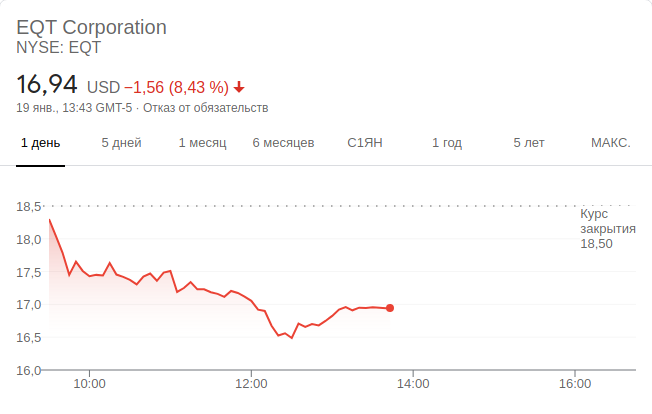 EQT Corporation
NYSE: EQT
16,94 USD −1,56 (8,43 %)
19 янв., 13:43 GMT-5 · Отказ от обязательств
1 день 5 дней 1 месяц 6 месяцев С1ЯН 1 год 5 лет МАКС.
18,5
Курс
закрытия
18,0
18,50
17,5
17,0
16,5
16,0
10:00 12:00 14:00 16:00